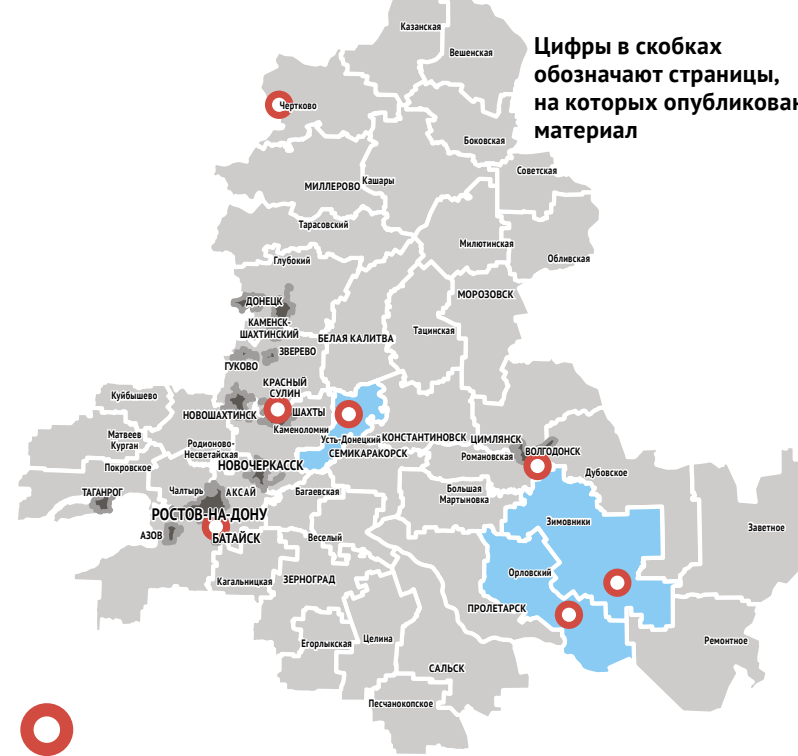 Цифры в скобках
обозначают страницы,
на которых опубликован
материал
Казанская
Вешенская
Чертково
Боковская
Советская
МИЛЛЕРОВО
Кашары
Тарасовский
Милютинская
Обливская
Глубокий
МОРОЗОВСК
ДОНЕЦК
КАМЕНСК-
ШАХТИНСКИЙ
Тацинская
БЕЛАЯ КАЛИТВА
ЗВЕРЕВО
ГУКОВО
КРАСНЫЙ
СУЛИН
Куйбышево
НОВОШАХТИНСК
ШАХТЫ
Каменоломни
Матвеев
Курган
Родионово-
Несветайская
Усть-Донецкий
КОНСТАНТИНОВСК
ЦИМЛЯНСК
СЕМИКАРАКОРСК
Романовская
ВОЛГОДОНСК
Покровское
НОВОЧЕРКАССК
Дубовское
ТАГАНРОГ
Чалтырь
АКСАЙ
Багаевская
Большая
Мартыновка
РОСТОВ-НА-ДОНУ
Зимовники
Заветное
АЗОВ
БАТАЙСК
Веселый
Орловский
Кагальницкая
ЗЕРНОГРАД
ПРОЛЕТАРСК
Егорлыкская
Целина
Ремонтное
САЛЬСК
Песчанокопское